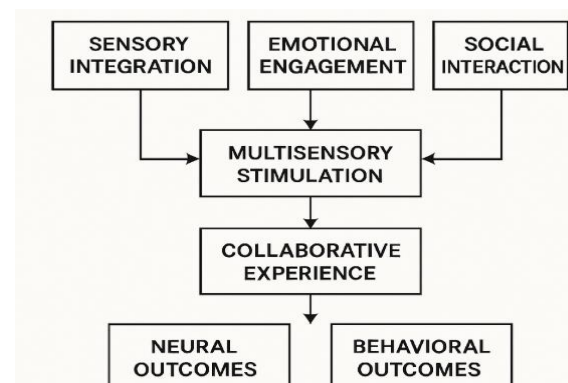 SENSORY
INTEGRATION
EMOTIONAL
ENGAGEMENT
SOCIAL
INTERACTION
MULTISENSORY
STIMULATION
COLLABORATIVE
EXPERIENCE
NEURAL
OUTCOMES
BEHAVIORAL
OUTCOMES